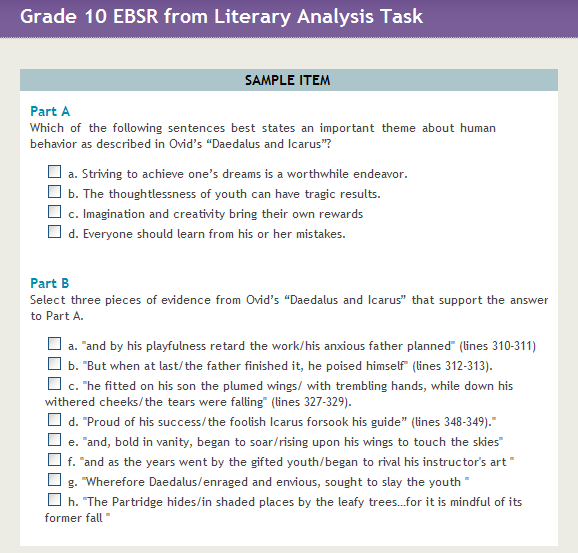 Grade 10 EBSR from Literary Analysis Task
SAMPLE ITEM
Part A
Which of the following sentences best states an important theme about human
behavior as described in Ovid's “Daedalus and Icarus”?
a. Striving to achieve one's dreams is a worthwhile endeavor.
b. The thoughtlessness of youth can have tragic results.
c. Imagination and creativity bring their own rewards
d. Everyone should learn from his or her mistakes.
Part B
Select three pieces of evidence from Ovid's “Daedalus and Icarus” that support the answer
to Part A.
a. "and by his playfulness retard the work/his anxious father planned" (lines 310-311)
b. "But when at last/the father finished it, he poised himself" (lines 312-313).
c. "he fitted on his son the plumed wings/ with trembling hands, while down his
withered cheeks/the tears were falling" (lines 327-329).
d. "Proud of his success/the foolish Icarus forsook his guide” (lines 348-349)."
e. "and, bold in vanity, began to soar/rising upon his wings to touch the skies"
f. "and as the years went by the gifted youth/began to rival his instructor's art "
g. "Wherefore Daedalus/enraged and envious, sought to slay the youth "
h. "The Partridge hides/in shaded places by the leafy trees…for it is mindful of its
former fall "